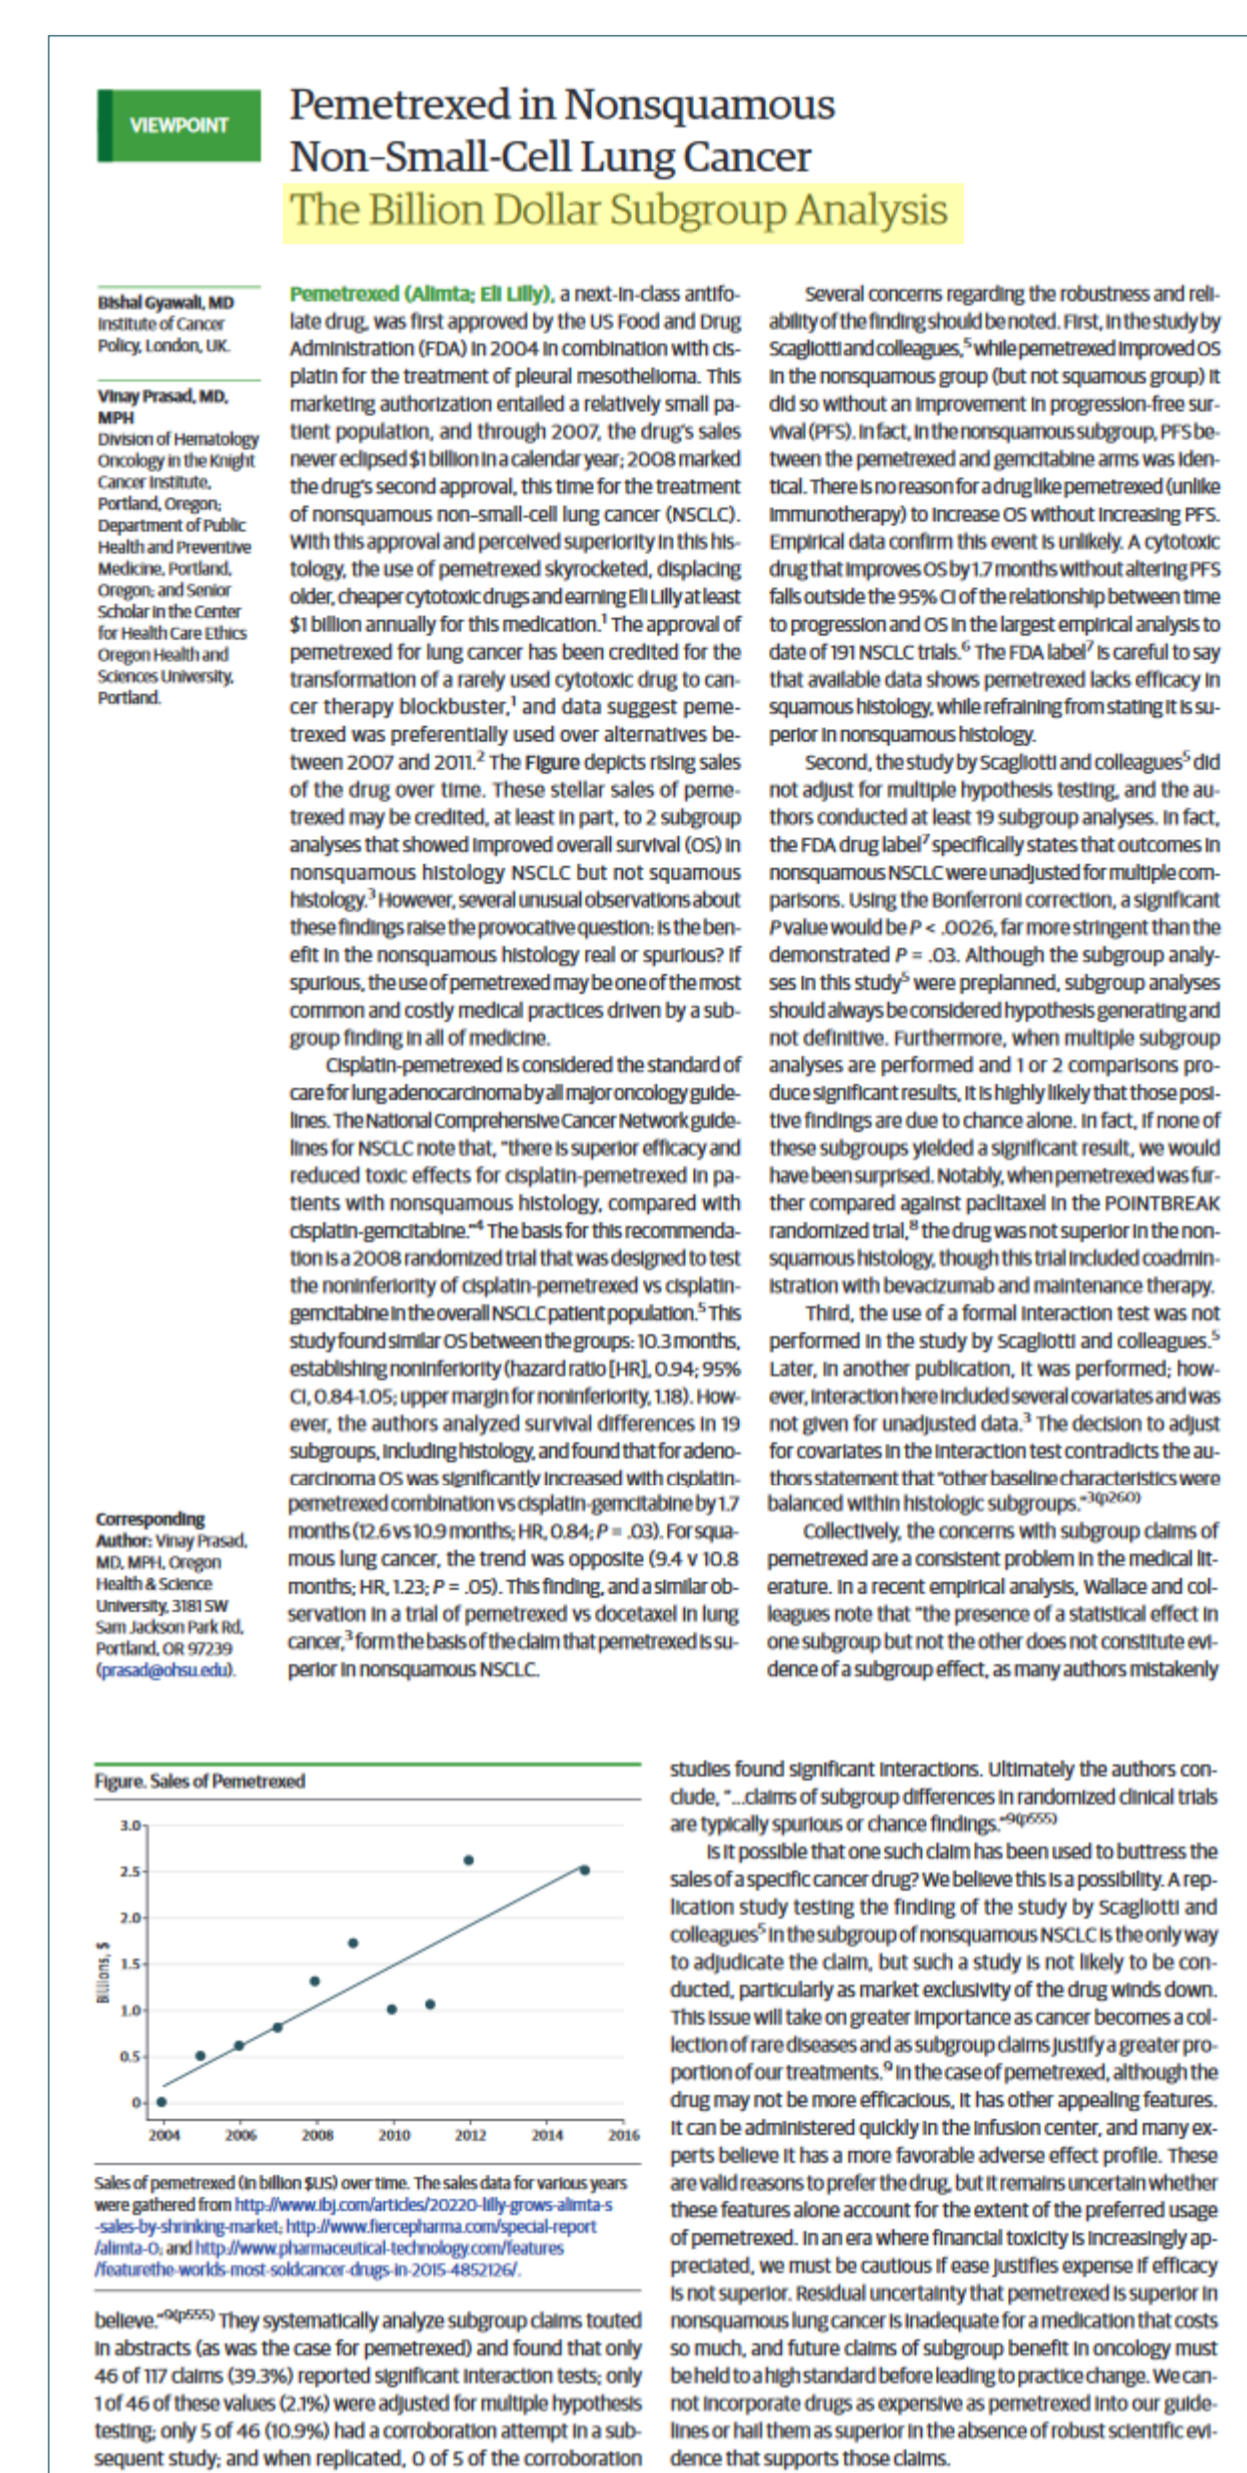 VIEWPOINT
Pemetrexed in Nonsquamous
Non–Small-Cell Lung Cancer
The Billion Dollar Subgroup Analysis
Bishal Gyawali, MD
Institute of Cancer
Policy, London, UK.
Vinay Prasad, MD,
MPH
Division of Hematology
Oncology in the Knight
Cancer Institute,
Portland, Oregon;
Department of Public
Health and Preventive
Medicine, Portland,
Oregon; and Senior
Scholar in the Center
for Health Care Ethics
Oregon Health and
Sciences University,
Portland.
Corresponding
Author: Vinay Prasad,
MD, MPH, Oregon
Health & Science
University, 3181 SW
Sam Jackson Park Rd,
Portland, OR 97239
(prasad@ohsu.edu).
Pemetrexed (Alimta; Eli Lilly), a next-in-class antifo-
late drug, was first approved by the US Food and Drug
Administration (FDA) in 2004 in combination with cis-
platin for the treatment of pleural mesothelioma. This
marketing authorization entailed a relatively small pa-
tient population, and through 2007, the drug's sales
never eclipsed $1 billion in a calendar year; 2008 marked
the drug's second approval, this time for the treatment
of nonsquamous non–small-cell lung cancer (NSCLC).
With this approval and perceived superiority in this his-
tology, the use of pemetrexed skyrocketed, displacing
older, cheaper cytotoxic drugs and earning Eli Lilly at least
$1 billion annually for this medication.1 The approval of
pemetrexed for lung cancer has been credited for the
transformation of a rarely used cytotoxic drug to can-
cer therapy blockbuster,1 and data suggest peme-
trexed was preferentially used over alternatives be-
tween 2007 and 2011.2 The Figure depicts rising sales
of the drug over time. These stellar sales of peme-
trexed may be credited, at least in part, to 2 subgroup
analyses that showed improved overall survival (OS) in
nonsquamous histology NSCLC but not squamous
histology.3 However, several unusual observations about
these findings raise the provocative question: is the ben-
efit in the nonsquamous histology real or spurious? If
spurious, the use of pemetrexed may be one of the most
common and costly medical practices driven by a sub-
group finding in all of medicine.
Cisplatin-pemetrexed is considered the standard of
care for lung adenocarcinoma by all major oncology guide-
lines. The National Comprehensive Cancer Network guide-
lines for NSCLC note that, "there is superior efficacy and
reduced toxic effects for cisplatin-pemetrexed in pa-
tients with nonsquamous histology, compared with
cisplatin-gemcitabine."4 The basis for this recommenda-
tion is a 2008 randomized trial that was designed to test
the noninferiority of cisplatin-pemetrexed vs cisplatin-
gemcitabine in the overall NSCLC patient population.5 This
study found similar OS between the groups: 10.3 months,
establishing noninferiority (hazard ratio [HR], 0.94; 95%
CI, 0.84-1.05; upper margin for noninferiority, 1.18). How-
ever, the authors analyzed survival differences in 19
subgroups, including histology, and found that for adeno-
carcinoma OS was significantly increased with cisplatin-
pemetrexed combination vs cisplatin-gemcitabine by 1.7
months (12.6 vs 10.9 months; HR, 0.84; P = .03). For squa-
mous lung cancer, the trend was opposite (9.4 v 10.8
months; HR, 1.23; P = .05). This finding, and a similar ob-
servation in a trial of pemetrexed vs docetaxel in lung
cancer,3 form the basis of the claim that pemetrexed is su-
perior in nonsquamous NSCLC.
Several concerns regarding the robustness and reli-
ability of the finding should be noted. First, in the study by
Scagliotti and colleagues,5 while pemetrexed improved OS
in the nonsquamous group (but not squamous group) it
did so without an improvement in progression-free sur-
vival (PFS). In fact, in the nonsquamous subgroup, PFS be-
tween the pemetrexed and gemcitabine arms was iden-
tical. There is no reason for a drug like pemetrexed (unlike
immunotherapy) to increase OS without increasing PFS.
Empirical data confirm this event is unlikely. A cytotoxic
drug that improves OS by 1.7 months without altering PFS
falls outside the 95% CI of the relationship between time
to progression and OS in the largest empirical analysis to
date of 191 NSCLC trials.6 The FDA label7 is careful to say
that available data shows pemetrexed lacks efficacy in
squamous histology, while refraining from stating it is su-
perior in nonsquamous histology.
Second, the study by Scagliotti and colleagues5 did
not adjust for multiple hypothesis testing, and the au-
thors conducted at least 19 subgroup analyses. In fact,
the FDA drug label7 specifically states that outcomes in
nonsquamous NSCLC were unadjusted for multiple com-
parisons. Using the Bonferroni correction, a significant
P value would be P < .0026, far more stringent than the
demonstrated P = .03. Although the subgroup analy-
ses in this study5 were preplanned, subgroup analyses
should always be considered hypothesis generating and
not definitive. Furthermore, when multiple subgroup
analyses are performed and 1 or 2 comparisons pro-
duce significant results, it is highly likely that those posi-
tive findings are due to chance alone. In fact, if none of
these subgroups yielded a significant result, we would
have been surprised. Notably, when pemetrexed was fur-
ther compared against paclitaxel in the POINTBREAK
randomized trial,8 the drug was not superior in the non-
squamous histology, though this trial included coadmin-
istration with bevacizumab and maintenance therapy.
Third, the use of a formal interaction test was not
performed in the study by Scagliotti and colleagues.5
Later, in another publication, it was performed; how-
ever, interaction here included several covariates and was
not given for unadjusted data.3 The decision to adjust
for covariates in the interaction test contradicts the au-
thors statement that "other baseline characteristics were
balanced within histologic subgroups."3(p260)
Collectively, the concerns with subgroup claims of
pemetrexed are a consistent problem in the medical lit-
erature. In a recent empirical analysis, Wallace and col-
leagues note that "the presence of a statistical effect in
one subgroup but not the other does not constitute evi-
dence of a subgroup effect, as many authors mistakenly
Figure. Sales of Pemetrexed
3.0
2.5
2.0
1.5
1.0
0.5
0
Billions, $
2004 2006 2008 2010 2012 2014 2016
Sales of pemetrexed (in billion $US) over time. The sales data for various years
were gathered from http://www.ibj.com/articles/20220-lilly-grows-alimta-s
-sales-by-shrinking-market; http://www.fiercepharma.com/special-report
/alimta-0; and http://www.pharmaceutical-technology.com/features
/featurethe-worlds-most-soldcancer-drugs-in-2015-4852126/.
believe."9(p555) They systematically analyze subgroup claims touted
in abstracts (as was the case for pemetrexed) and found that only
46 of 117 claims (39.3%) reported significant interaction tests; only
1 of 46 of these values (2.1%) were adjusted for multiple hypothesis
testing; only 5 of 46 (10.9%) had a corroboration attempt in a sub-
sequent study; and when replicated, 0 of 5 of the corroboration
studies found significant interactions. Ultimately the authors con-
clude, "...claims of subgroup differences in randomized clinical trials
are typically spurious or chance findings."9(p555)
Is it possible that one such claim has been used to buttress the
sales of a specific cancer drug? We believe this is a possibility. A rep-
lication study testing the finding of the study by Scagliotti and
colleagues5 in the subgroup of nonsquamous NSCLC is the only way
to adjudicate the claim, but such a study is not likely to be con-
ducted, particularly as market exclusivity of the drug winds down.
This issue will take on greater importance as cancer becomes a col-
lection of rare diseases and as subgroup claims justify a greater pro-
portion of our treatments.9 In the case of pemetrexed, although the
drug may not be more efficacious, it has other appealing features.
It can be administered quickly in the infusion center, and many ex-
perts believe it has a more favorable adverse effect profile. These
are valid reasons to prefer the drug, but it remains uncertain whether
these features alone account for the extent of the preferred usage
of pemetrexed. In an era where financial toxicity is increasingly ap-
preciated, we must be cautious if ease justifies expense if efficacy
is not superior. Residual uncertainty that pemetrexed is superior in
nonsquamous lung cancer is inadequate for a medication that costs
so much, and future claims of subgroup benefit in oncology must
be held to a high standard before leading to practice change. We can-
not incorporate drugs as expensive as pemetrexed into our guide-
lines or hail them as superior in the absence of robust scientific evi-
dence that supports those claims.